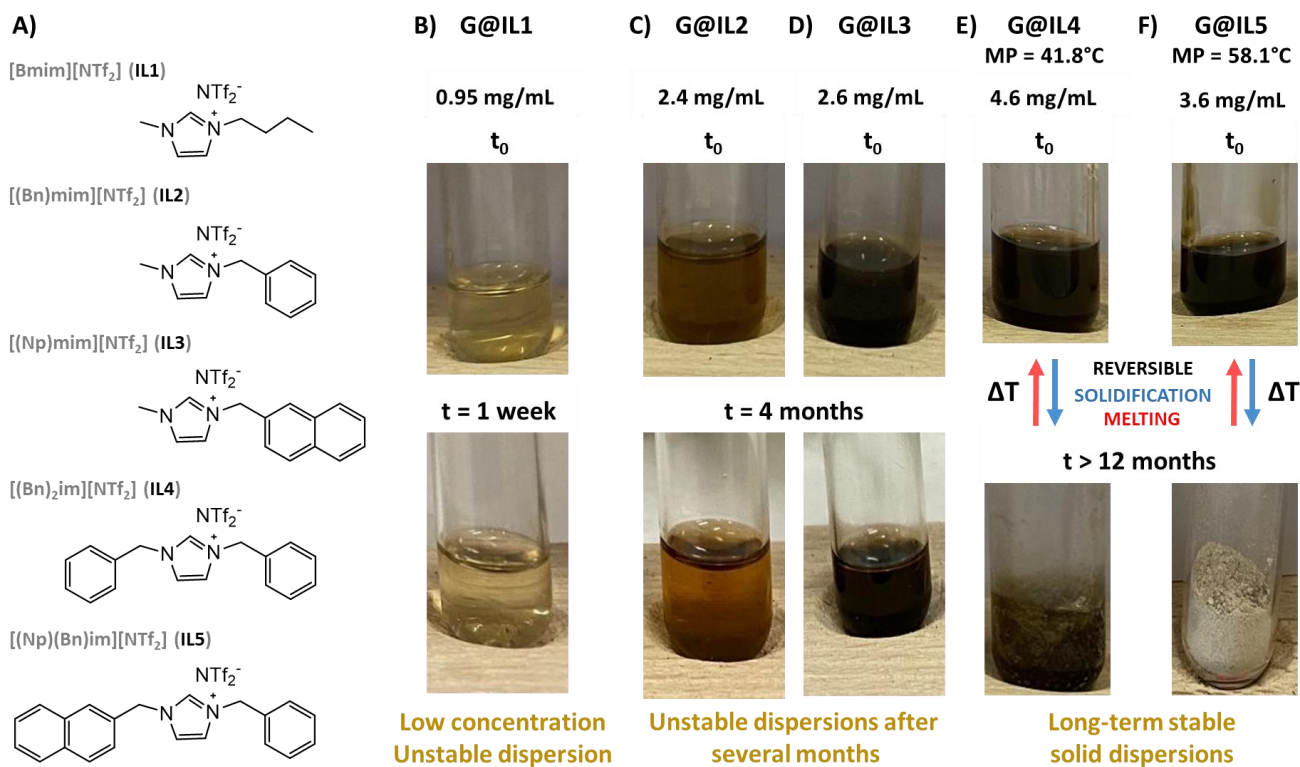 A)
[Bmim][NTf2] (IL1)
NTf2-
N
+
N
[(Bn)mim][NTf2] (IL2)
NTf2-
N
+
N
[(Np)mim][NTf2] (IL3)
NTf2-
N
+
N
[(Bn)2im][NTf2] (IL4)
NTf2-
N
+
N
[(Np)(Bn)im][NTf2] (IL5)
NTf2-
N
+
N
B) G@IL1
0.95 mg/mL
t0
t = 1 week
Low concentration
Unstable dispersion
C) G@IL2
2.4 mg/mL
t0
D) G@IL3
2.6 mg/mL
t0
t = 4 months
Unstable dispersions after
several months
E) G@IL4
MP = 41.8°C
4.6 mg/mL
t0
F) G@IL5
MP = 58.1°C
3.6 mg/mL
t0
ΔT
REVERSIBLE
SOLIDIFICATION
MELTING
ΔT
t > 12 months
Long-term stable
solid dispersions